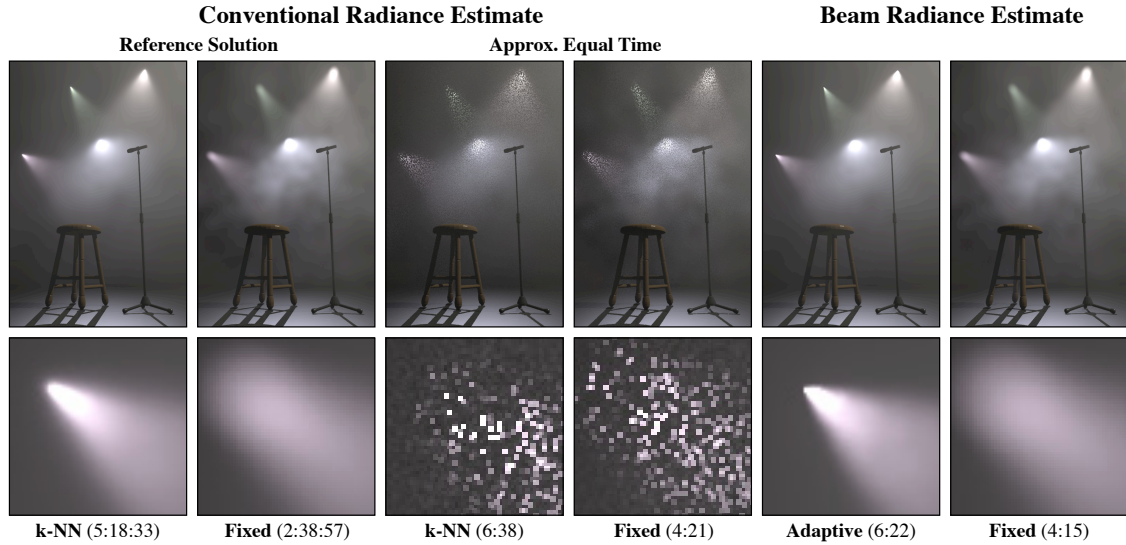 Conventional Radiance Estimate
Beam Radiance Estimate
Reference Solution
Approx. Equal Time
k-NN (5:18:33)
Fixed (2:38:57)
k-NN (6:38)
Fixed (4:21)
Adaptive (6:22)
Fixed (4:15)